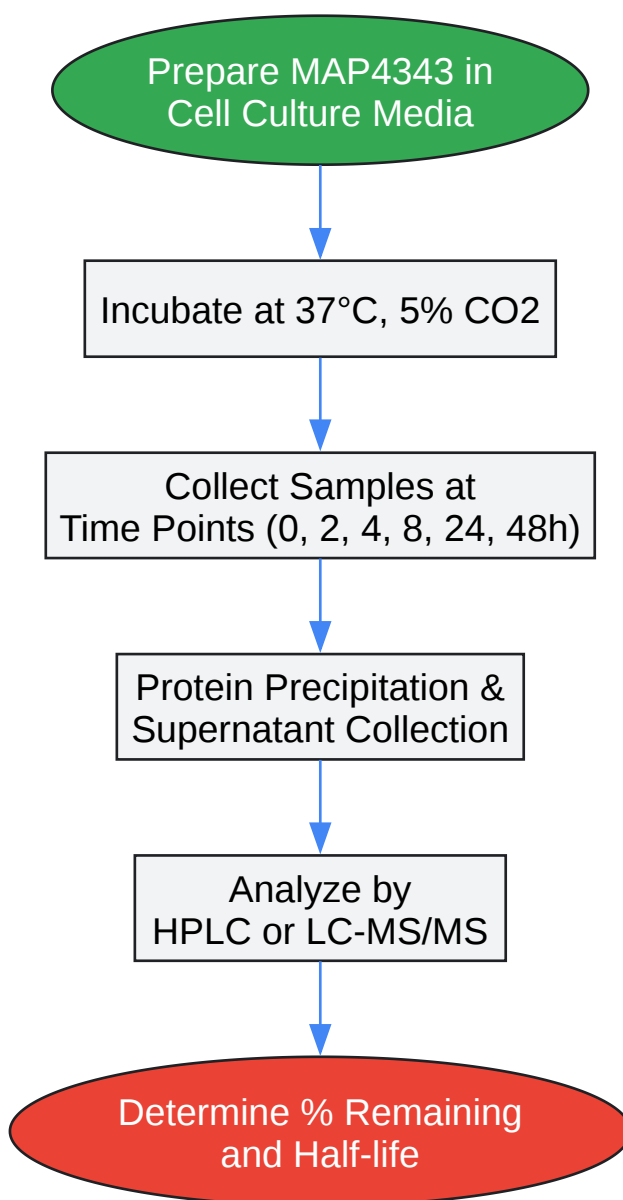 Prepare MAP4343 in
Cell Culture Media
Incubate at 37°C, 5% CO2
Collect Samples at
Time Points (0, 2, 4, 8, 24, 48h)
Protein Precipitation &
Supernatant Collection
Analyze by
HPLC or LC-MS/MS
Determine % Remaining
and Half-life